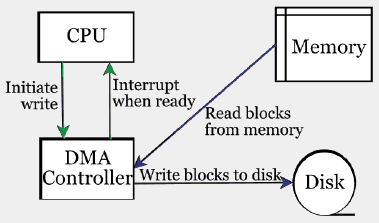 CPU
Memory
Initiate
write
Interrupt
when ready
Read blocks
from memory
DMA
Controller
Write blocks to disk
Disk